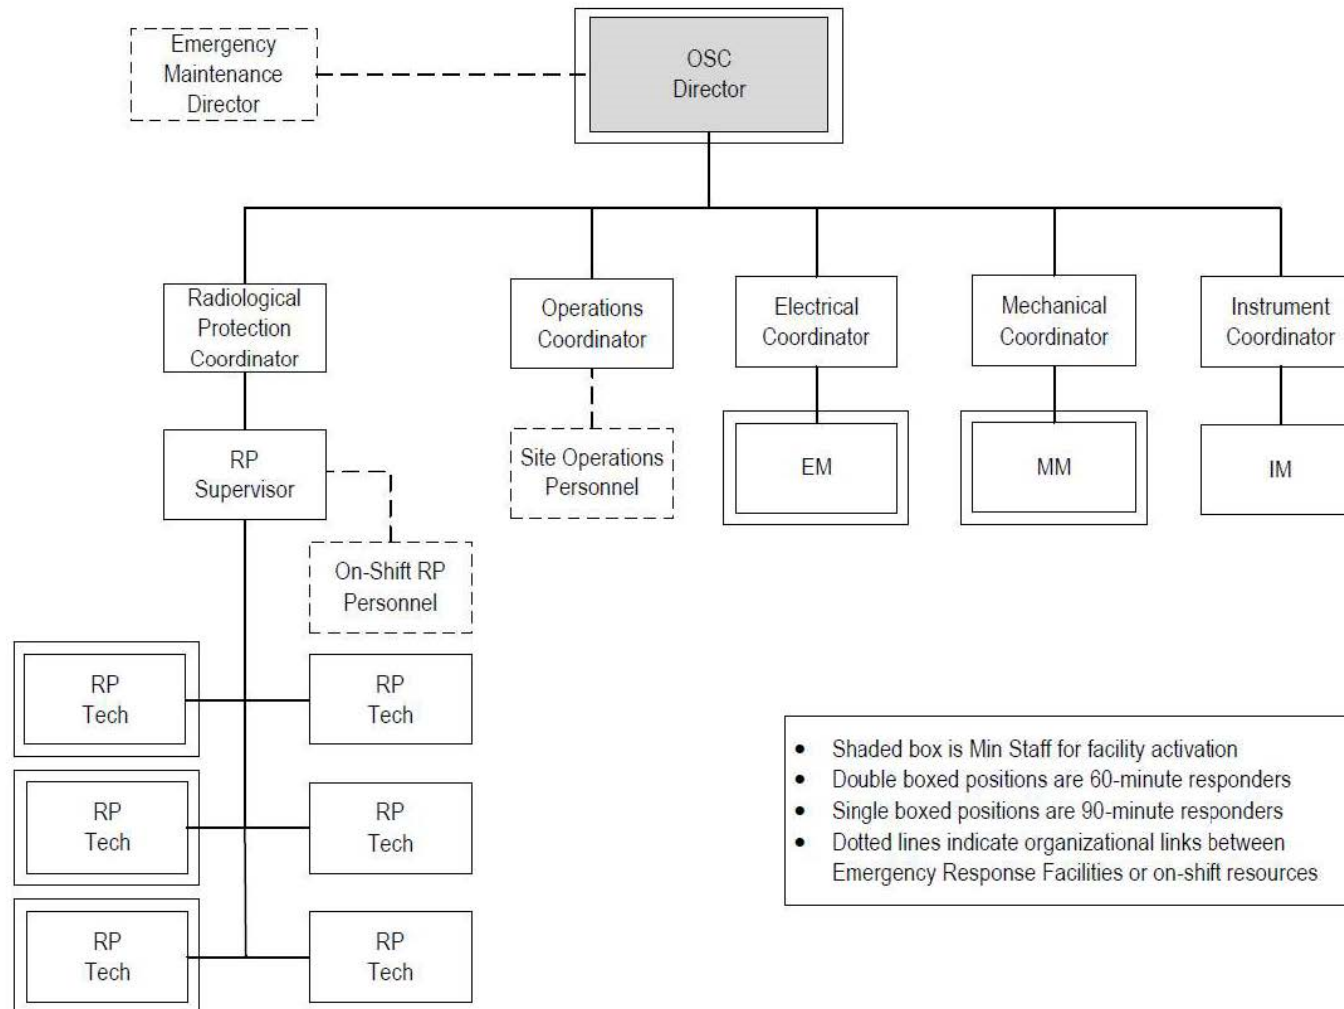 Emergency
Maintenance
Director
OSC
Director
Radiological
Protection
Coordinator
Operations
Coordinator
Electrical
Coordinator
Mechanical
Coordinator
Instrument
Coordinator
RP
Supervisor
Site Operations
Personnel
EM
MM
IM
On-Shift RP
Personnel
RP
Tech
RP
Tech
RP
Tech
RP
Tech
RP
Tech
RP
Tech
• Shaded box is Min Staff for facility activation
• Double boxed positions are 60-minute responders
• Single boxed positions are 90-minute responders
• Dotted lines indicate organizational links between
Emergency Response Facilities or on-shift resources